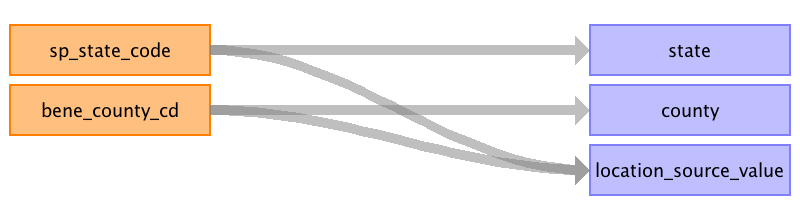 sp_state_code
state
bene_county_cd
county
location_source_value